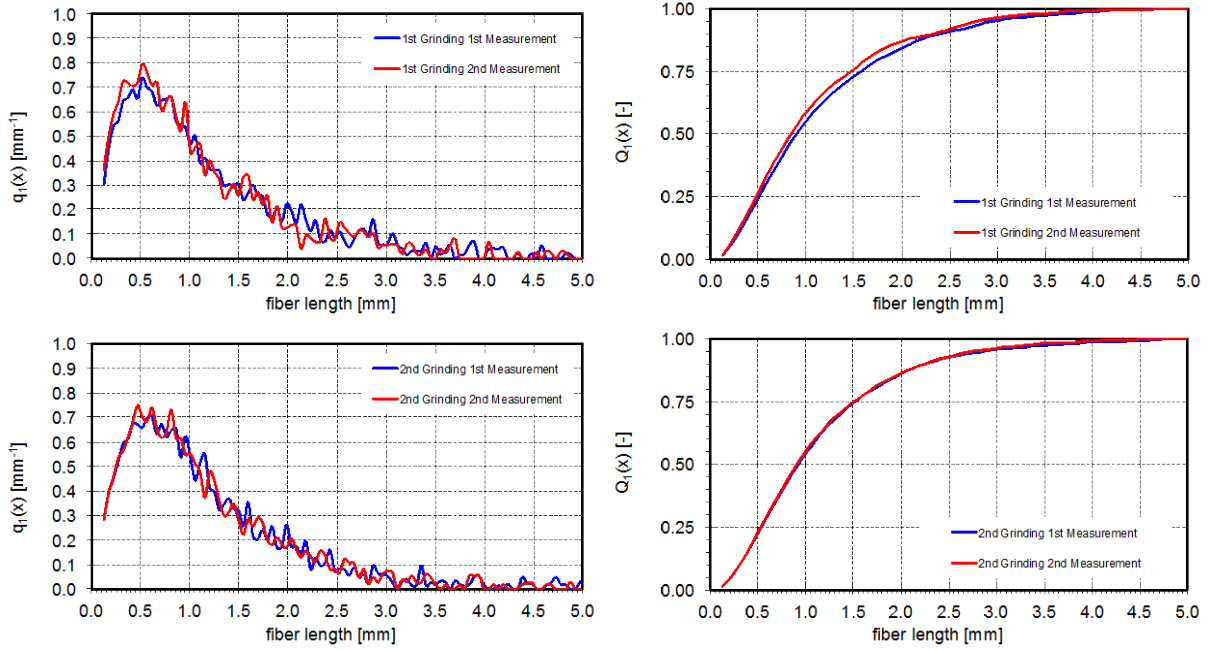 1.0
0.9
0.8
0.7
0.6
0.5
0.4
0.3
0.2
0.1
0.0
q₁(x) [mm⁻¹]
1st Grinding 1st Measurement
1st Grinding 2nd Measurement
0.0 0.5 1.0 1.5 2.0 2.5 3.0 3.5 4.0 4.5 5.0
fiber length [mm]
1.00
0.75
0.50
0.25
0.00
Q₁(x) [-]
1st Grinding 1st Measurement
1st Grinding 2nd Measurement
0.0 0.5 1.0 1.5 2.0 2.5 3.0 3.5 4.0 4.5 5.0
fiber length [mm]
1.0
0.9
0.8
0.7
0.6
0.5
0.4
0.3
0.2
0.1
0.0
q₁(x) [mm⁻¹]
2nd Grinding 1st Measurement
2nd Grinding 2nd Measurement
0.0 0.5 1.0 1.5 2.0 2.5 3.0 3.5 4.0 4.5 5.0
fiber length [mm]
1.00
0.75
0.50
0.25
0.00
Q₁(x) [-]
2nd Grinding 1st Measurement
2nd Grinding 2nd Measurement
0.0 0.5 1.0 1.5 2.0 2.5 3.0 3.5 4.0 4.5 5.0
fiber length [mm]